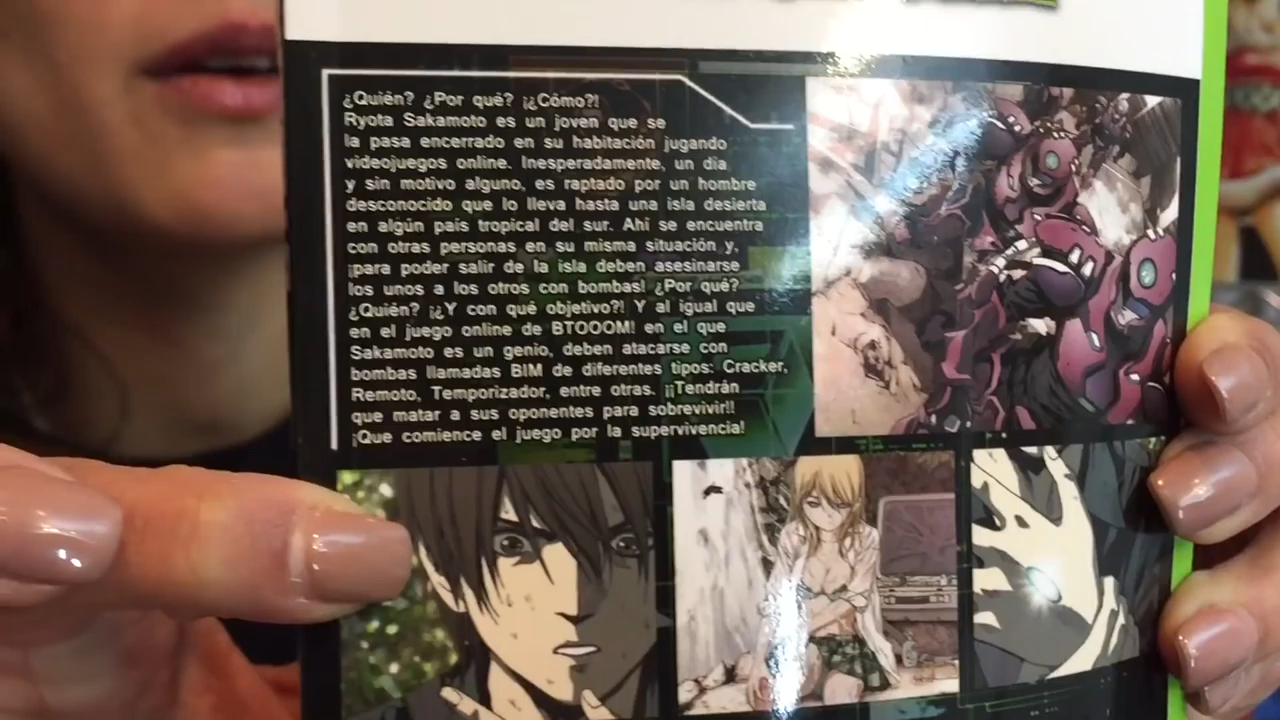 ¿Quién? ¿Por qué? ¡¿Cómo?!
Ryota Sakamoto es un joven que se
la pasa encerrado en su habitación jugando
videojuegos online. Inesperadamente, un día
y sin motivo alguno, es raptado por un hombre
desconocido que lo lleva hasta una isla desierta
en algún país tropical del sur. Ahí se encuentra
con otras personas en su misma situación y,
¡para poder salir de la isla deben asesinarse
los unos a los otros con bombas! ¿Por qué?
¿Quién? ¡¿Y con qué objetivo?! Y al igual que
en el juego online de BTOOOM! en el que
Sakamoto es un genio, deben atacarse con
bombas llamadas BIM de diferentes tipos: Cracker,
Remoto, Temporizador, entre otras. ¡¡Tendrán
que matar a sus oponentes para sobrevivir!!
¡Que comience el juego por la supervivencia!